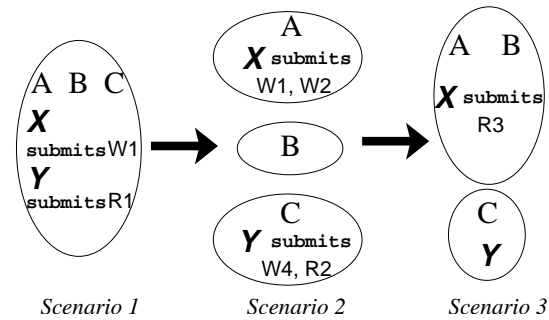 A B C
X
submits W1
Y
submits R1
Scenario 1
A
X submits
W1, W2
B
C
Y submits
W4, R2
Scenario 2
A B
X submits
R3
C
Y
Scenario 3